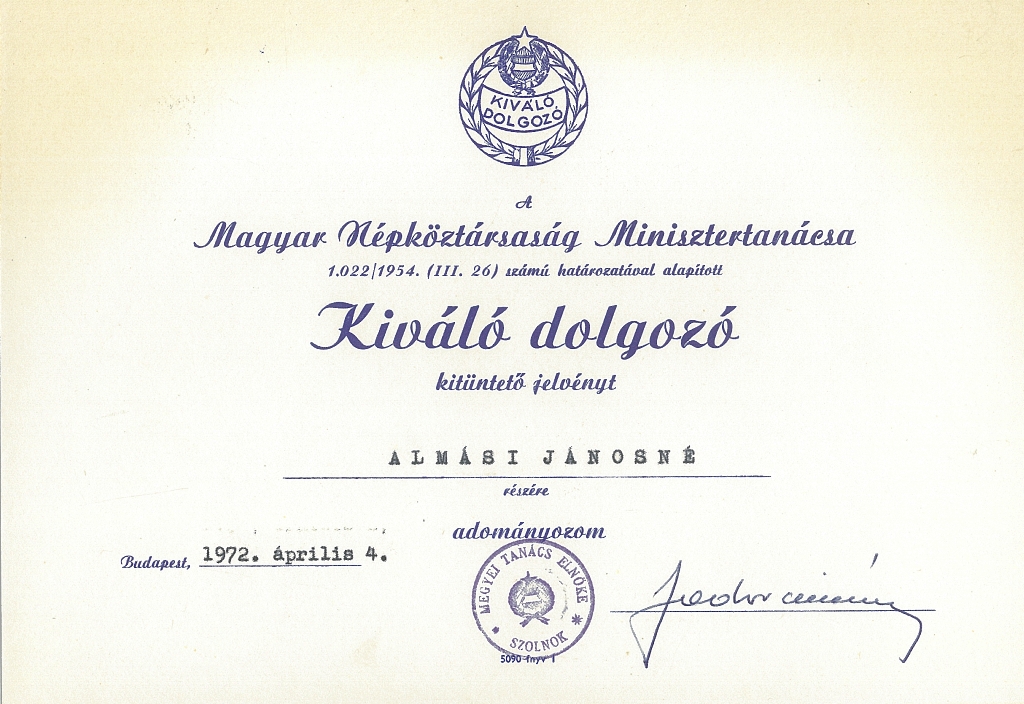 KIVÁLÓ
DOLGOZÓ
A
Magyar Népköztársaság Minisztertanácsa
1.022/1954. (III. 26) számú határozatával alapított
Kiváló dolgozó
kitüntető jelvényt
ALMÁSI JÁNOSNÉ
részére
adományozom
Budapest, 1972. április 4.
MEGYEI TANÁCS ELNÖKE
* SZOLNOK *
5090 fnyv 1